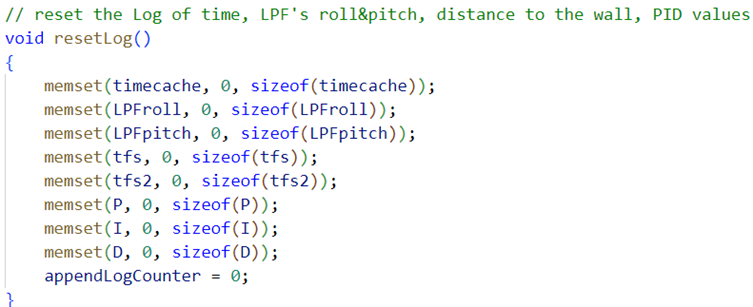 // reset the Log of time, LPF's roll&pitch, distance to the wall, PID values
void resetLog()
{
    memset(timecache, 0, sizeof(timecache));
    memset(LPFroll, 0, sizeof(LPFroll));
    memset(LPFpitch, 0, sizeof(LPFpitch));
    memset(tfs, 0, sizeof(tfs));
    memset(tfs2, 0, sizeof(tfs2));
    memset(P, 0, sizeof(P));
    memset(I, 0, sizeof(I));
    memset(D, 0, sizeof(D));
    appendLogCounter = 0;
}